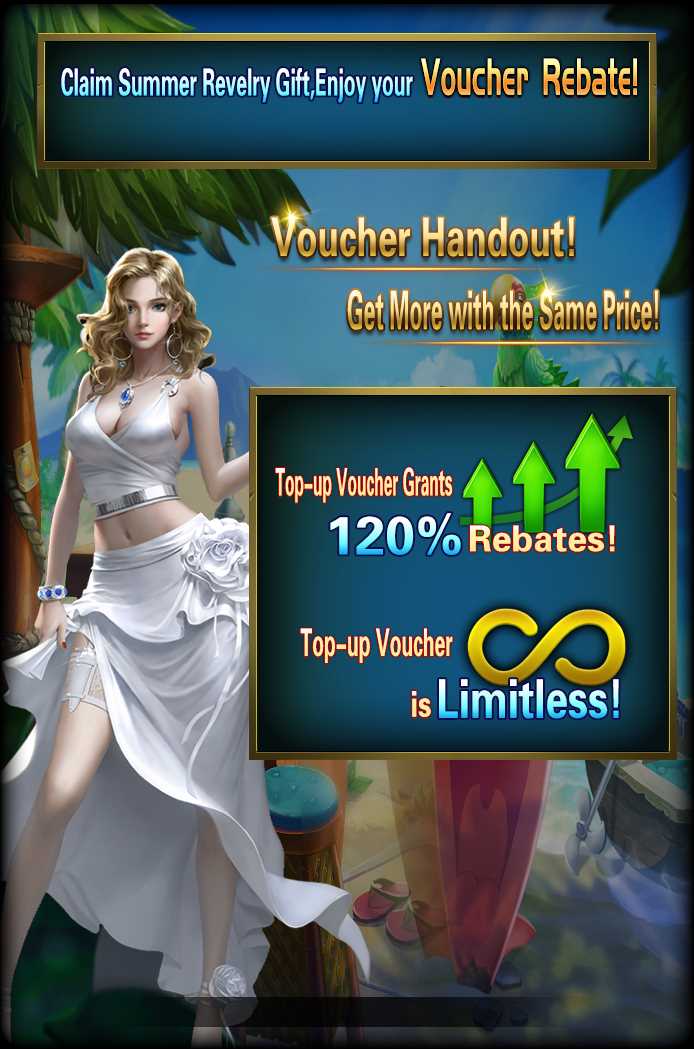 Claim Summer Revelry Gift,Enjoy your Voucher Rebate!
Voucher Handout!
Get More with the Same Price!
Top-up Voucher Grants
120% Rebates!
Top-up Voucher
is Limitless!